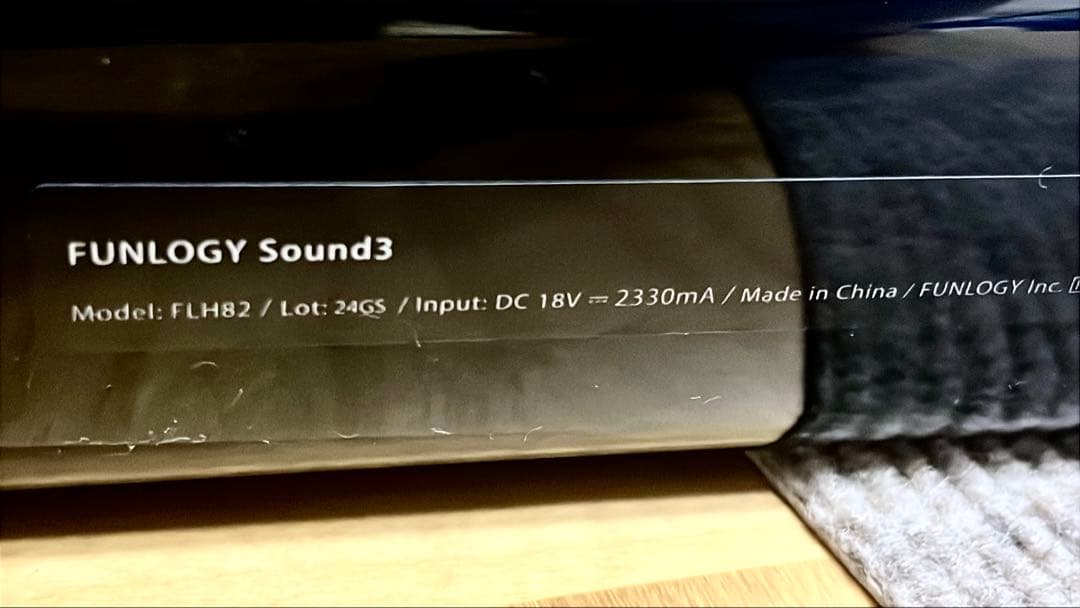 FUNLOGY Sound3
Model: FLH82 / Lot: 24GS / Input: DC 18V ⎓ 2330mA / Made in China / FUNLOGY Inc.